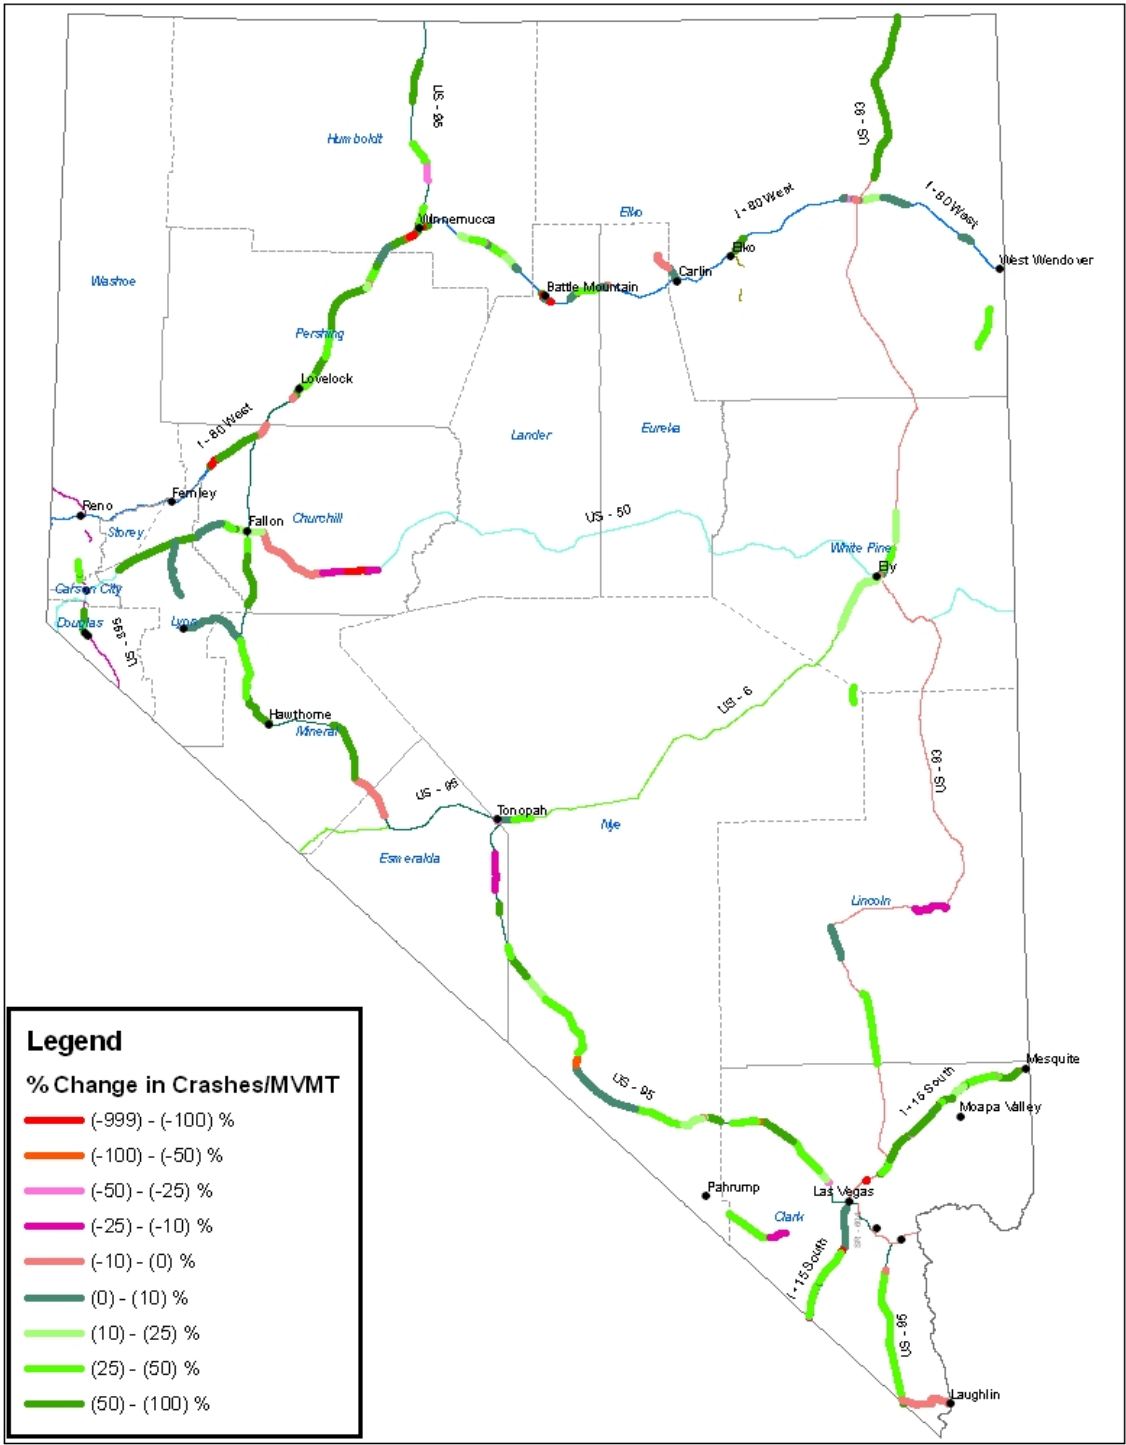 US - 95
US - 93
Humboldt
Elko
I - 80 West
I - 80 West
Winnemucca
Elko
West Wendover
Washoe
Carlin
Battle Mountain
Pershing
Lovelock
I - 80 West
Lander
Eureka
Fernley
Reno
US - 50
Fallon
Churchill
Storey
White Pine
Ely
Carson City
Douglas
Lyon
US - 395
US - 6
Hawthorne
Mineral
US - 93
US - 95
Tonopah
Nye
Esmeralda
Lincoln
Mesquite
US - 95
I - 15 South
Moapa Valley
Pahrump
Las Vegas
Clark
I - 15 South
US - 95
Laughlin
Legend
% Change in Crashes/MVMT
(-999) - (-100) %
(-100) - (-50) %
(-50) - (-25) %
(-25) - (-10) %
(-10) - (0) %
(0) - (10) %
(10) - (25) %
(25) - (50) %
(50) - (100) %